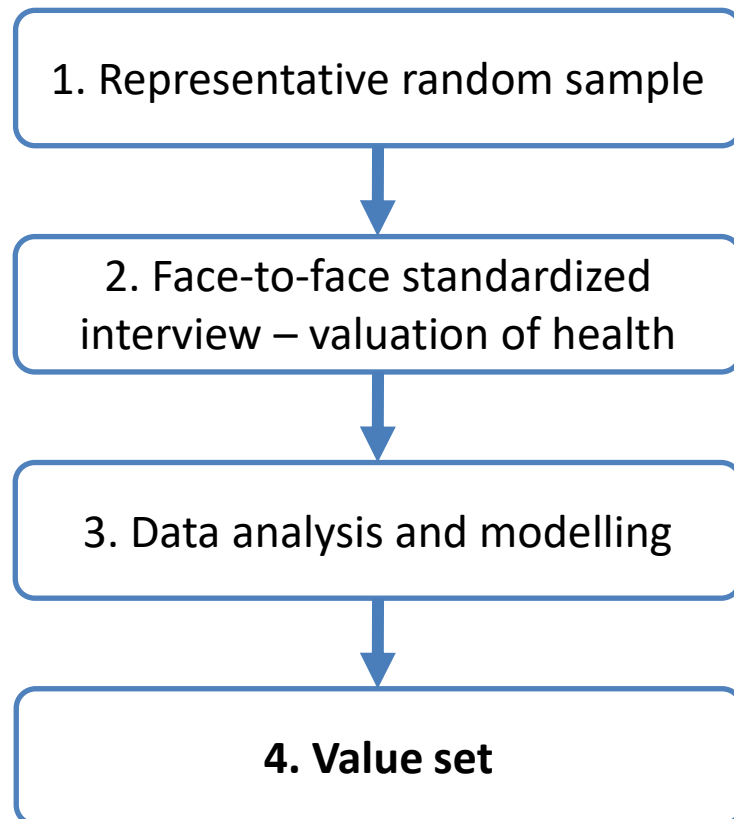 1. Representative random sample
2. Face-to-face standardized
interview – valuation of health
3. Data analysis and modelling
4. Value set